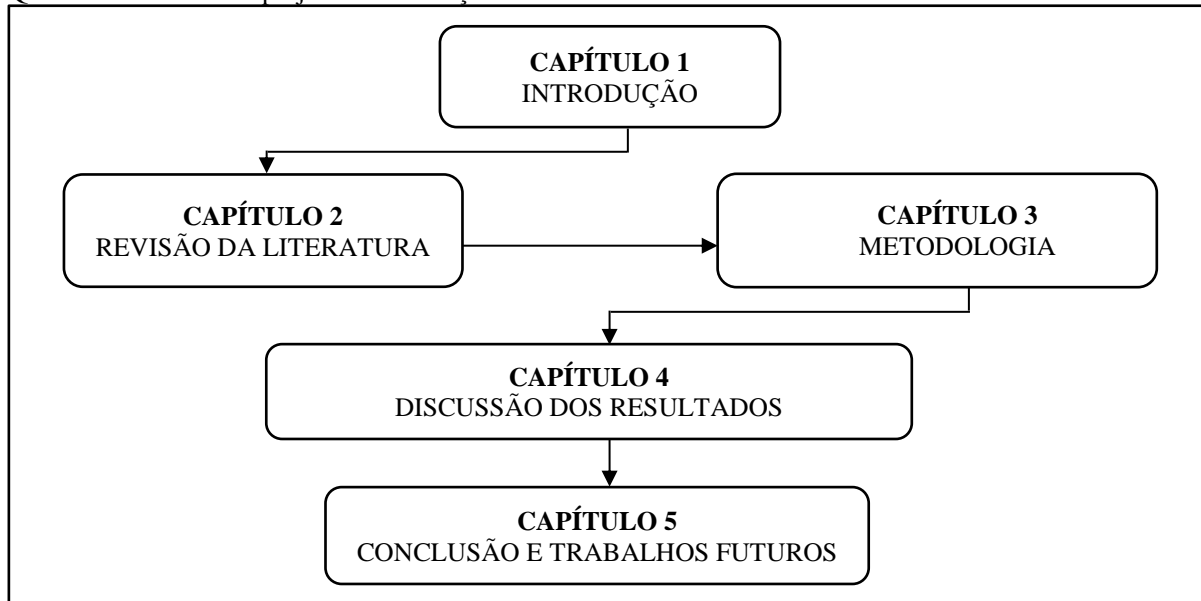 CAPÍTULO 1
INTRODUÇÃO
CAPÍTULO 2
REVISÃO DA LITERATURA
CAPÍTULO 3
METODOLOGIA
CAPÍTULO 4
DISCUSSÃO DOS RESULTADOS
CAPÍTULO 5
CONCLUSÃO E TRABALHOS FUTUROS